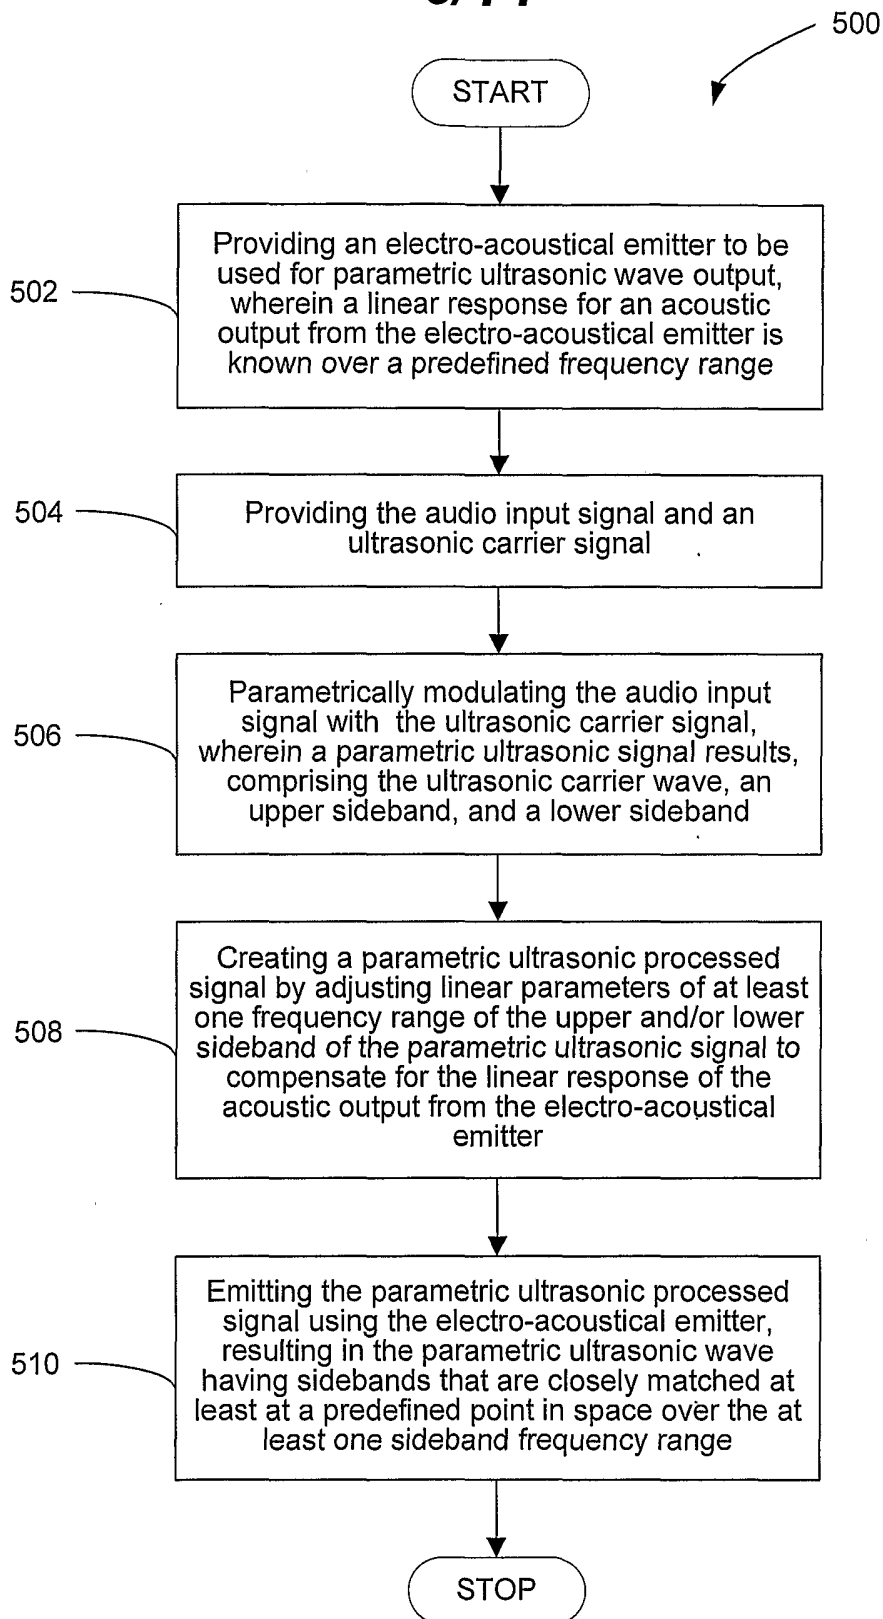 500
START
502
Providing an electro-acoustical emitter to be
used for parametric ultrasonic wave output,
wherein a linear response for an acoustic
output from the electro-acoustical emitter is
known over a predefined frequency range
504
Providing the audio input signal and an
ultrasonic carrier signal
506
Parametrically modulating the audio input
signal with the ultrasonic carrier signal,
wherein a parametric ultrasonic signal results,
comprising the ultrasonic carrier wave, an
upper sideband, and a lower sideband
508
Creating a parametric ultrasonic processed
signal by adjusting linear parameters of at least
one frequency range of the upper and/or lower
sideband of the parametric ultrasonic signal to
compensate for the linear response of the
acoustic output from the electro-acoustical
emitter
510
Emitting the parametric ultrasonic processed
signal using the electro-acoustical emitter,
resulting in the parametric ultrasonic wave
having sidebands that are closely matched at
least at a predefined point in space over the at
least one sideband frequency range
STOP